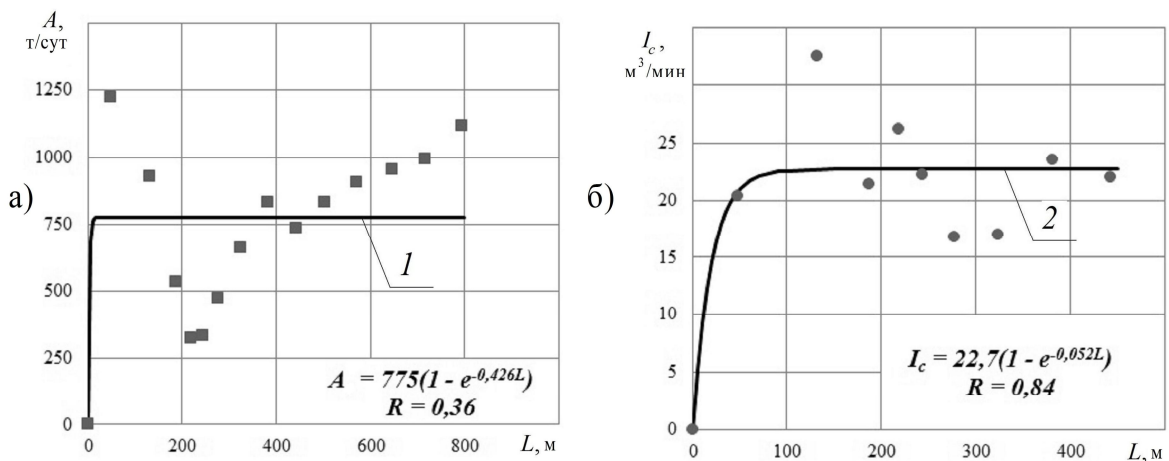 а)
A,
т/сут
1250
1000
750
500
250
0
0 200 400 600 800 L, м
1
A = 775(1 - e^-0,426L)
R = 0,36
б)
I_c,
м³/мин
25
20
15
10
5
0
0 100 200 300 400 L, м
2
I_c = 22,7(1 - e^-0,052L)
R = 0,84